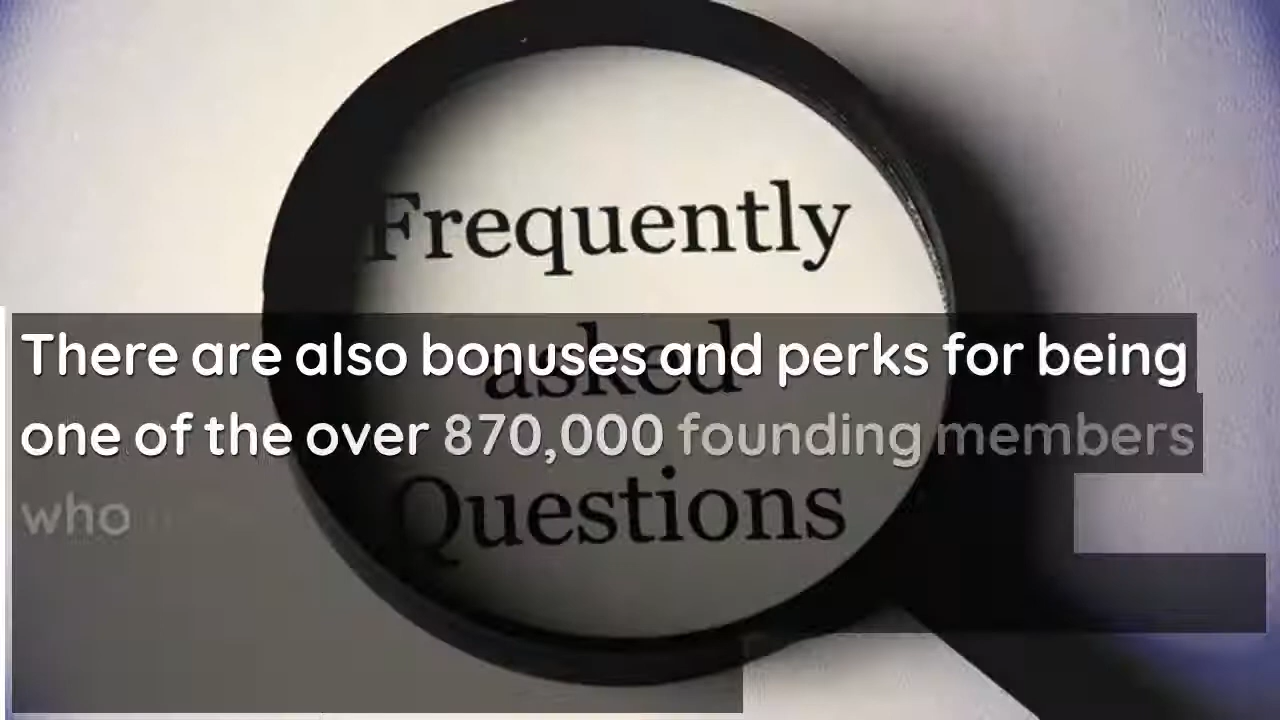 Frequently
asked
Questions
There are also bonuses and perks for being
one of the over 870,000 founding members
who